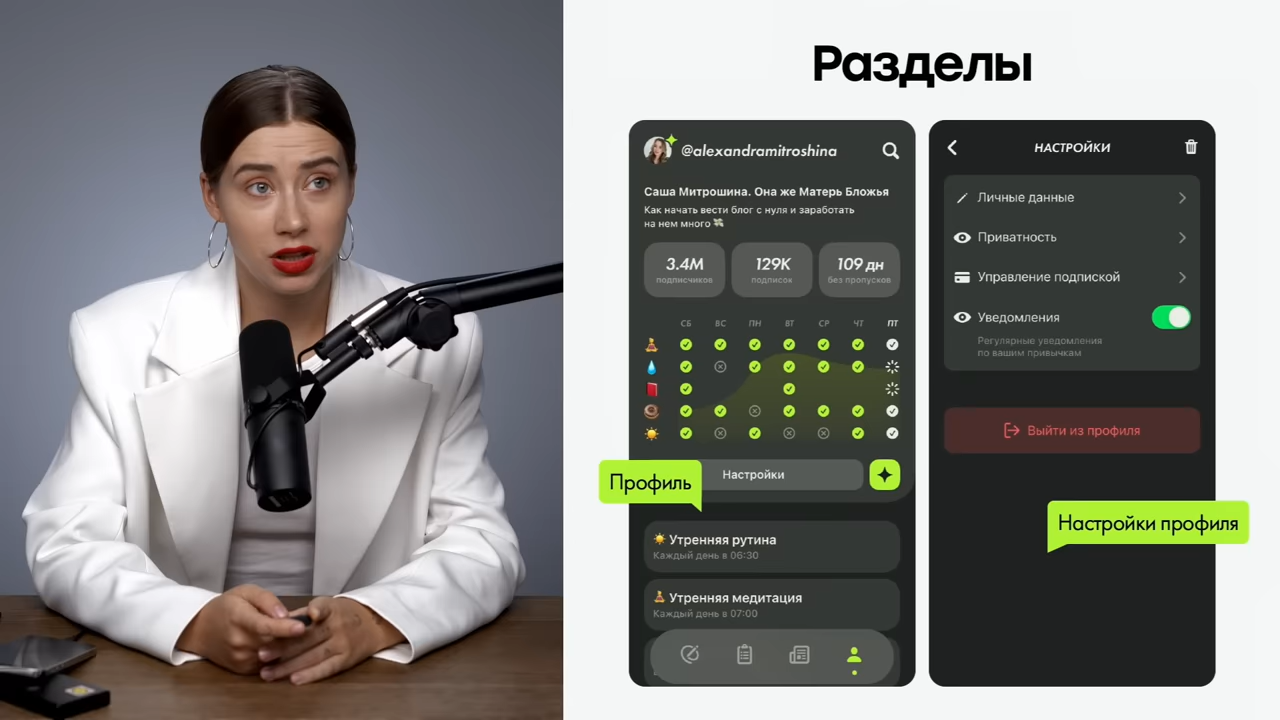 Разделы
@alexandramitroshina
Саша Митрошина. Она же Матерь Бложья
Как начать вести блог с нуля и заработать
на нем много 💸
3.4M
подписчиков
129K
подписок
109 дн
без пропусков
СБ ВС ПН ВТ СР ЧТ ПТ
Настройки
Профиль
☀️ Утренняя рутина
Каждый день в 06:30
Утренняя медитация
Каждый день в 07:00
НАСТРОЙКИ
Личные данные
Приватность
Управление подпиской
Уведомления
Регулярные уведомления
по вашим привычкам
Выйти из профиля
Настройки профиля